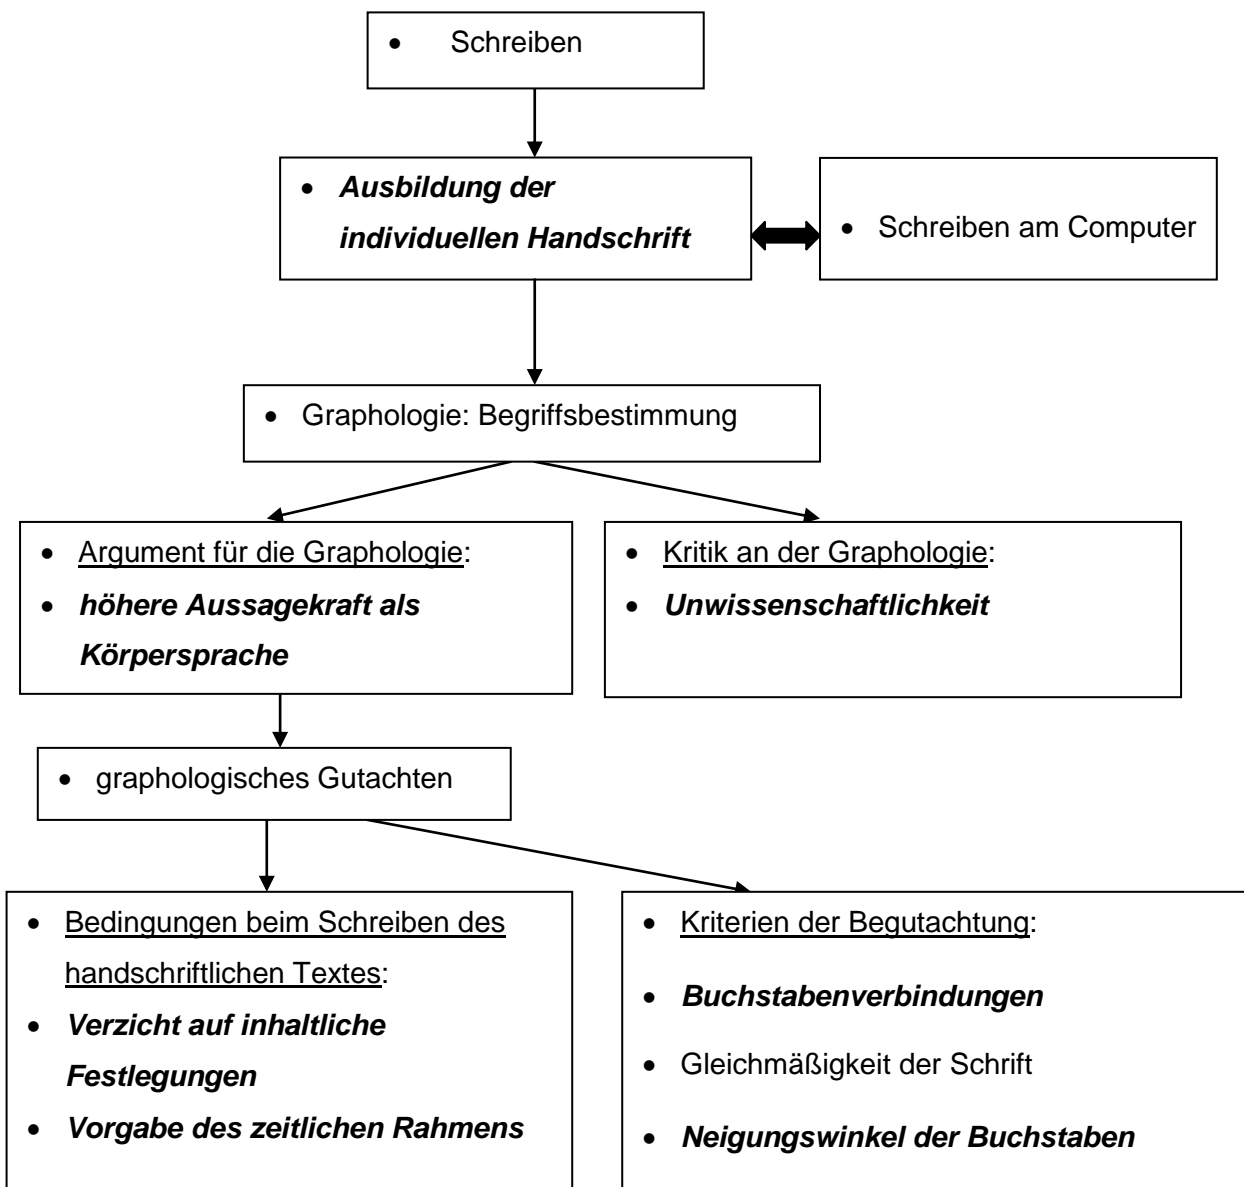 • Schreiben
• Ausbildung der
individuellen Handschrift
• Schreiben am Computer
• Graphologie: Begriffsbestimmung
• Argument für die Graphologie:
• höhere Aussagekraft als
Körpersprache
• Kritik an der Graphologie:
• Unwissenschaftlichkeit
• graphologisches Gutachten
• Bedingungen beim Schreiben des
handschriftlichen Textes:
• Verzicht auf inhaltliche
Festlegungen
• Vorgabe des zeitlichen Rahmens
• Kriterien der Begutachtung:
• Buchstabenverbindungen
• Gleichmäßigkeit der Schrift
• Neigungswinkel der Buchstaben